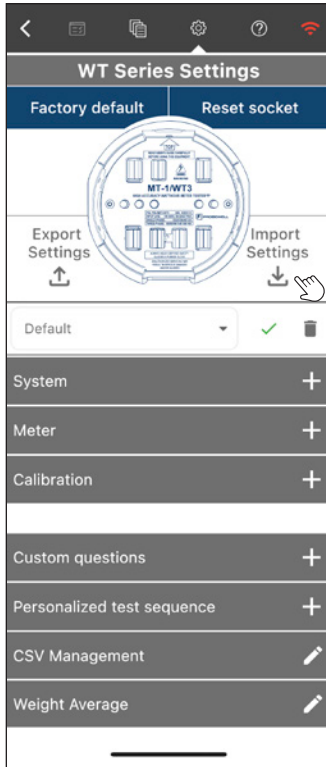 WT Series Settings
Factory default
Reset socket
MT-1/WT3
Export
Settings
Import
Settings
Default
System
Meter
Calibration
Custom questions
Personalized test sequence
CSV Management
Weight Average